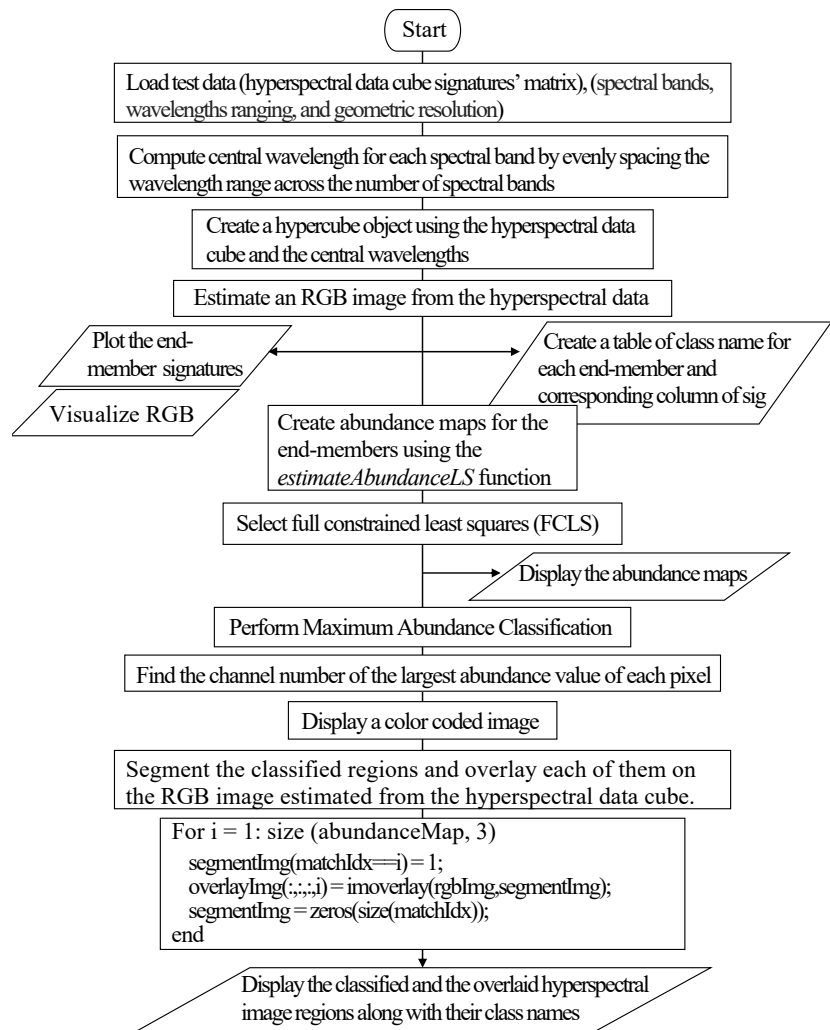 Start
Load test data (hyperspectral data cube signatures' matrix), (spectral bands,
wavelengths ranging, and geometric resolution)
Compute central wavelength for each spectral band by evenly spacing the
wavelength range across the number of spectral bands
Create a hypercube object using the hyperspectral data
cube and the central wavelengths
Estimate an RGB image from the hyperspectral data
Plot the end-
member signatures
Visualize RGB
Create a table of class name for
each end-member and
corresponding column of sig
Create abundance maps for the
end-members using the
estimateAbundanceLS function
Select full constrained least squares (FCLS)
Display the abundance maps
Perform Maximum Abundance Classification
Find the channel number of the largest abundance value of each pixel
Display a color coded image
Segment the classified regions and overlay each of them on
the RGB image estimated from the hyperspectral data cube.
For i = 1: size (abundanceMap, 3)
segmentImg(matchIdx==i) = 1;
overlayImg(:,:,:,i) = imoverlay(rgbImg,segmentImg);
segmentImg = zeros(size(matchIdx));
end
Display the classified and the overlaid hyperspectral
image regions along with their class names